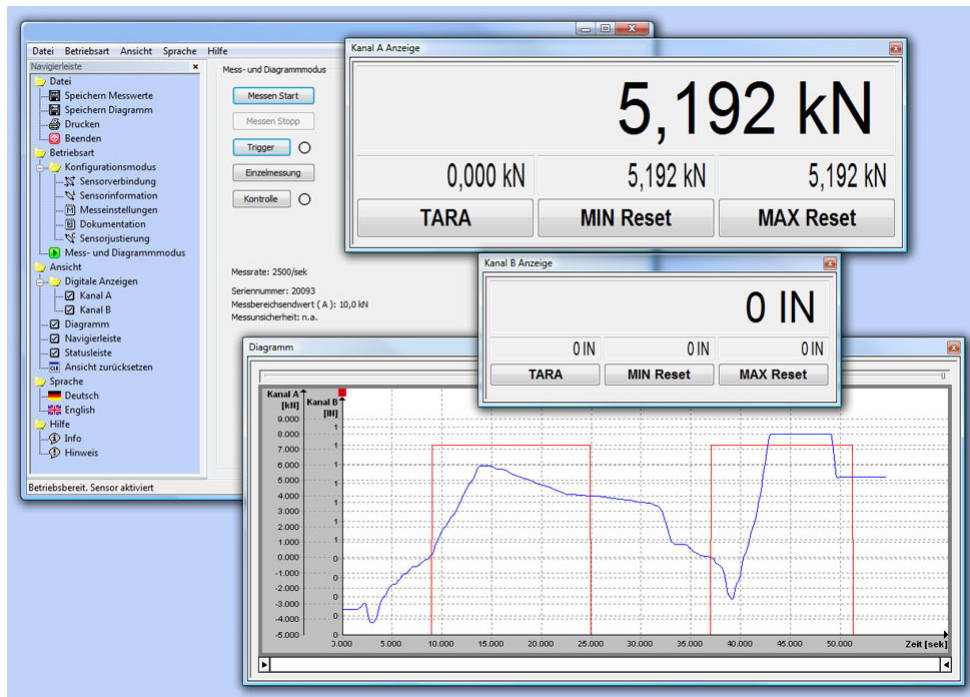 Datei Betriebsart Ansicht Sprache Hilfe
Navigierleiste
Datei
Speichern Messwerte
Speichern Diagramm
Drucken
Beenden
Betriebsart
Konfigurationsmodus
Sensorverbindung
Sensorinformation
Messeinstellungen
Dokumentation
Sensorjustierung
Mess- und Diagrammmodus
Ansicht
Digitale Anzeigen
Kanal A
Kanal B
Diagramm
Navigierleiste
Statusleiste
Ansicht zurücksetzen
Sprache
Deutsch
English
Hilfe
Info
Hinweis
Betriebsbereit. Sensor aktiviert
Mess- und Diagrammmodus
Messen Start
Messen Stopp
Trigger
Einzelmessung
Kontrolle
Messrate: 2500/sek
Seriennummer: 20093
Messbereichsendwert ( A ): 10,0 kN
Messunsicherheit: n.a.
Kanal A Anzeige
5,192 kN
0,000 kN 5,192 kN 5,192 kN
TARA MIN Reset MAX Reset
Kanal B Anzeige
0 IN
0 IN 0 IN 0 IN
TARA MIN Reset MAX Reset
Diagramm
Kanal A
[kN]
Kanal B
[IN]
9.000
8.000
7.000
6.000
5.000
4.000
3.000
2.000
1.000
0.000
-1.000
-2.000
-3.000
-4.000
-5.000
1
1
1
1
1
1
0
0
0
0
0
5.000 10.000 15.000 20.000 25.000 30.000 35.000 40.000 45.000 50.000 Zeit [sek]